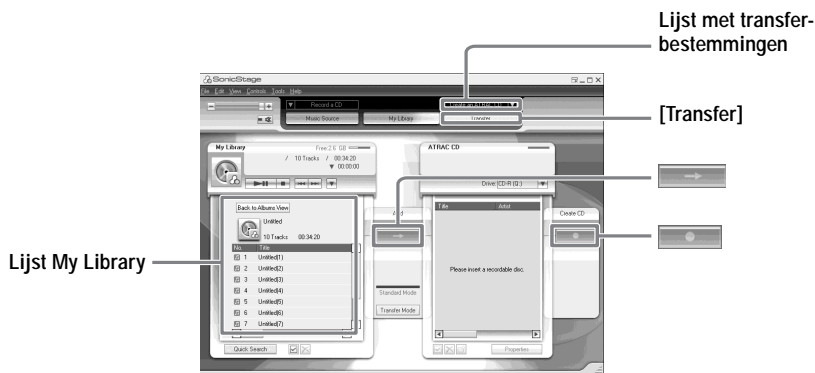 Lijst met transfer-
bestemmingen
[Transfer]
Lijst My Library
SonicStage
File Edit View Controls Tools Help
Record a CD
Create an ATRAC CD
Music Source My Library Transfer
My Library
Free:2.6 GB
/ 10 Tracks / 00:34:20
00:00:00
ATRAC CD
Drive: CD-R (G:)
Back to Albums View
Untitled
10 Tracks 00:34:20
No. Title
1 Untitled(1)
2 Untitled(2)
3 Untitled(3)
4 Untitled(4)
5 Untitled(5)
6 Untitled(6)
7 Untitled(7)
Quick Search
Add
Standard Mode
Transfer Mode
Title Artist
Please insert a recordable disc.
Properties
Create CD